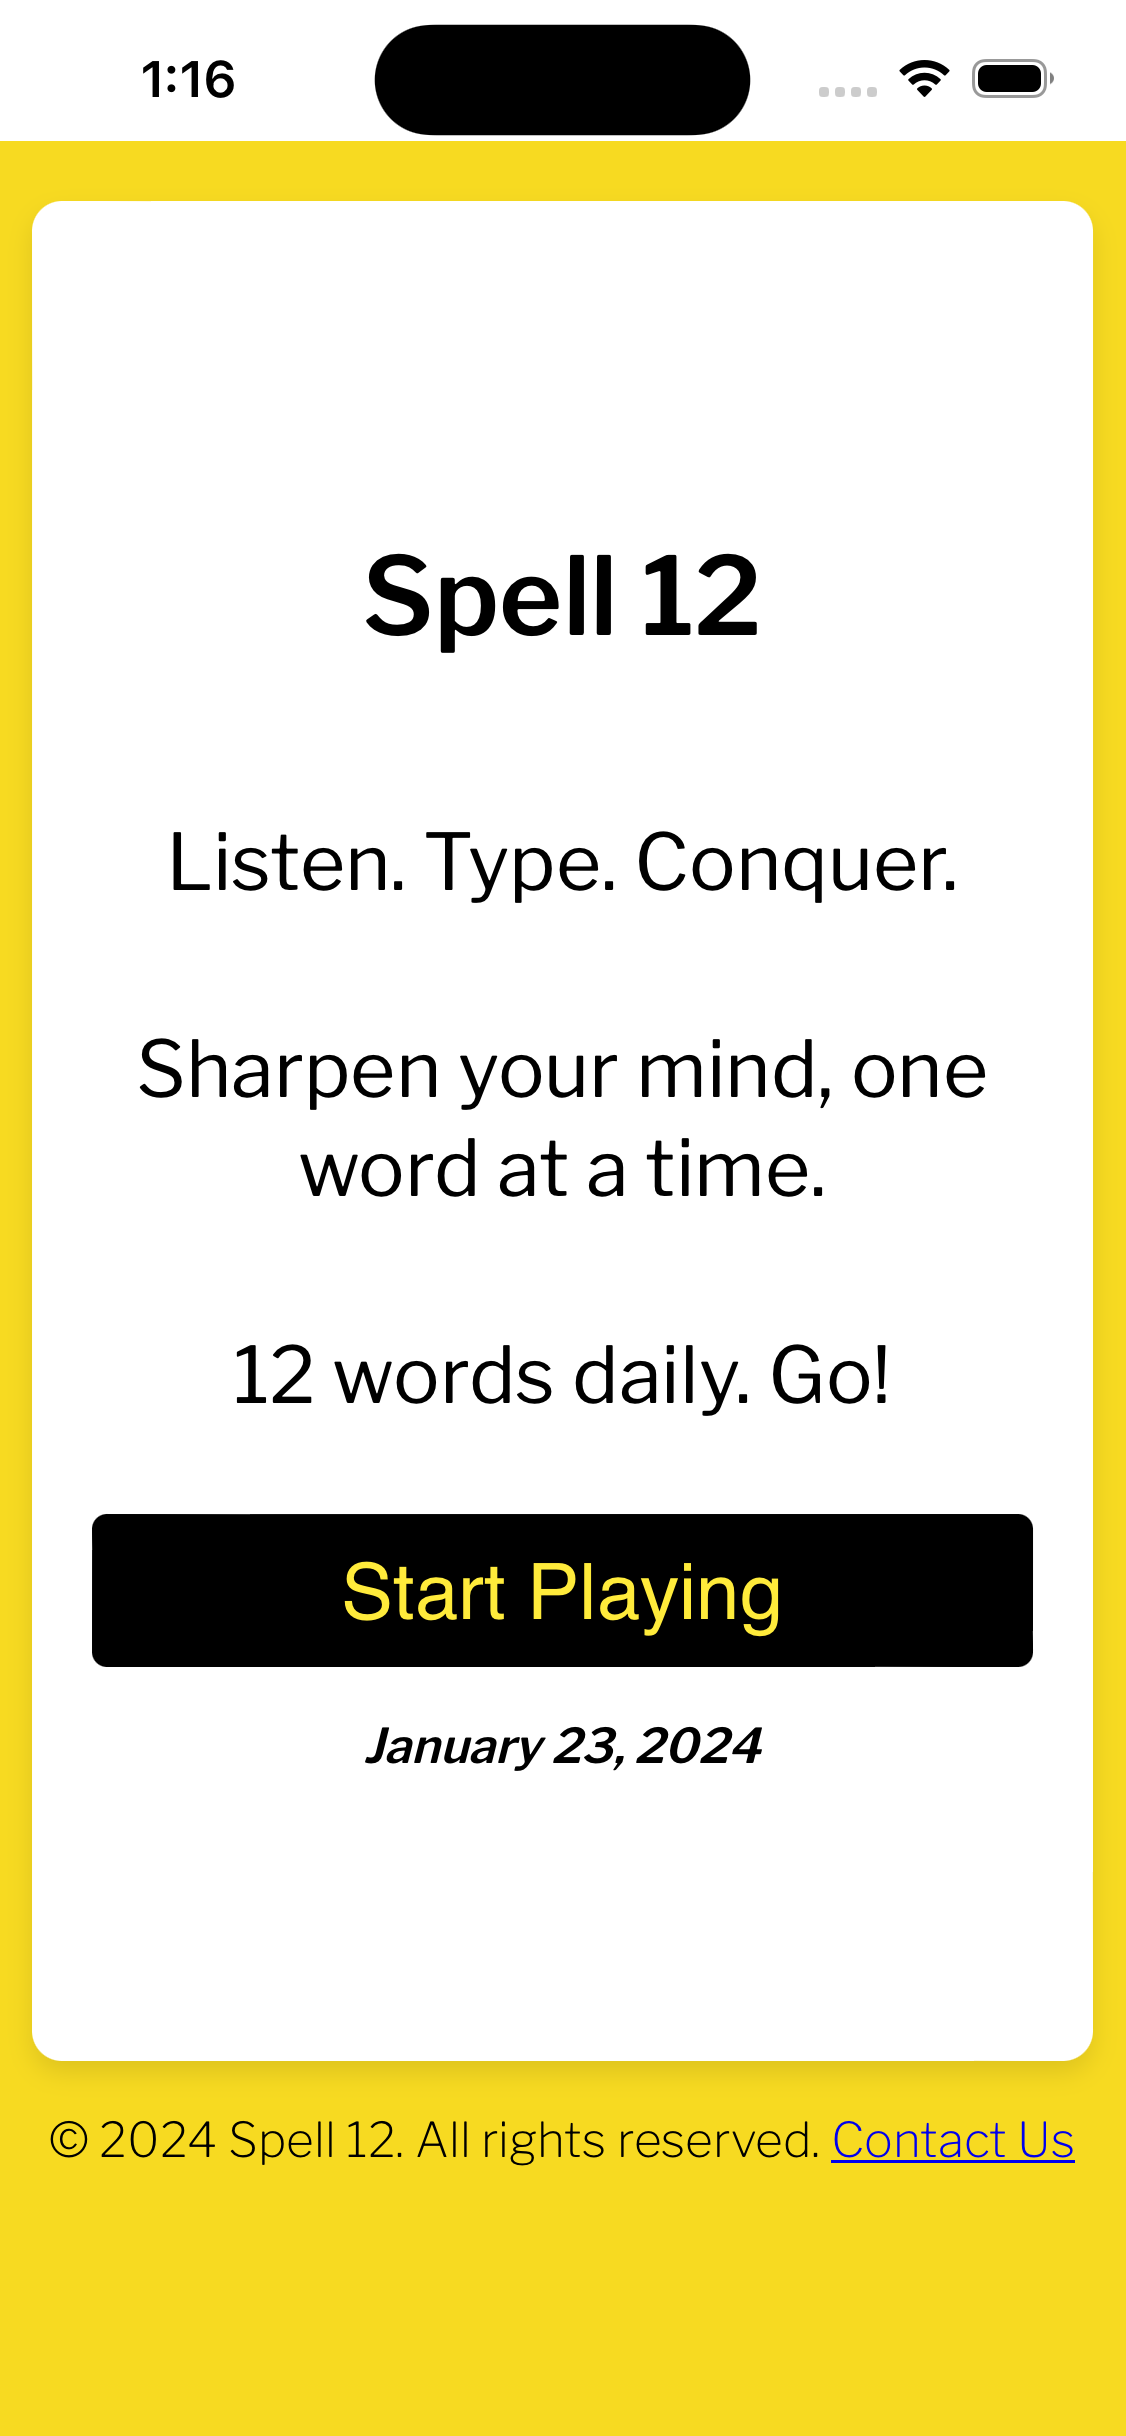 1:16
Spell 12
Listen. Type. Conquer.
Sharpen your mind, one
word at a time.
12 words daily. Go!
Start Playing
January 23, 2024
© 2024 Spell 12. All rights reserved. Contact Us